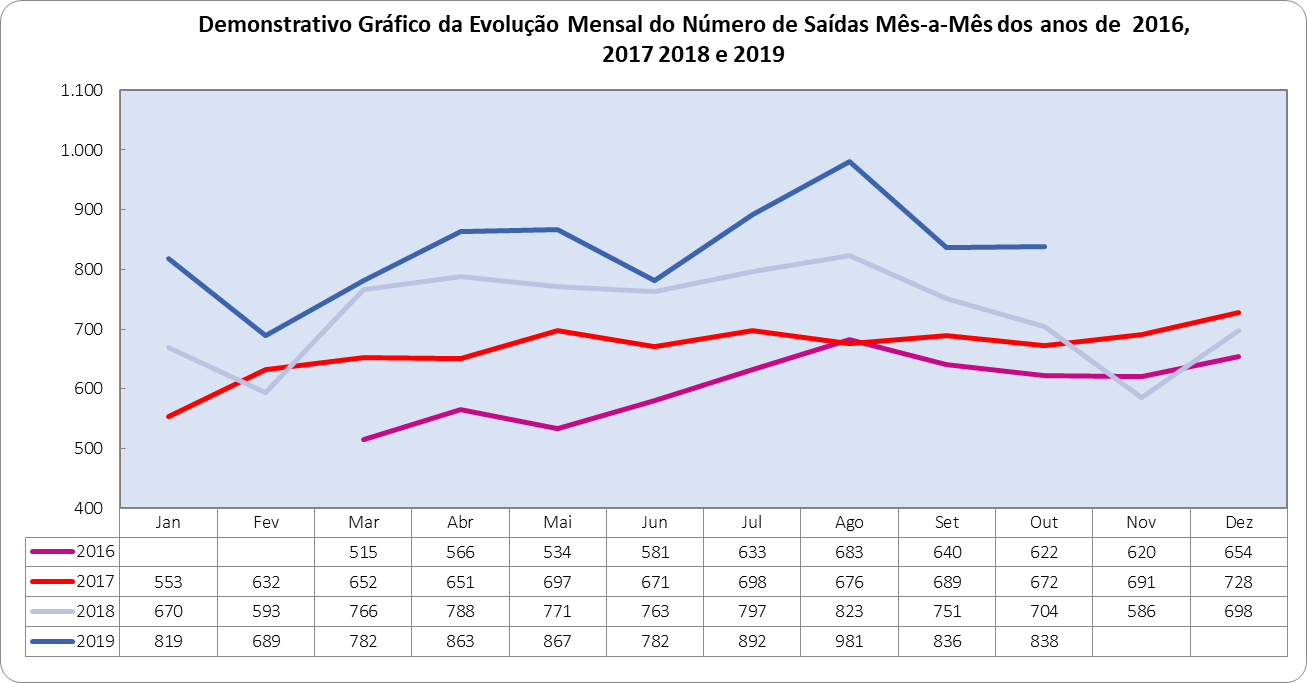 Demonstrativo Gráfico da Evolução Mensal do Número de Saídas Mês-a-Mês dos anos de 2016,
2017 2018 e 2019
1.100
1.000
900
800
700
600
500
400
Jan Fev Mar Abr Mai Jun Jul Ago Set Out Nov Dez
2016 515 566 534 581 633 683 640 622 620 654
2017 553 632 652 651 697 671 698 676 689 672 691 728
2018 670 593 766 788 771 763 797 823 751 704 586 698
2019 819 689 782 863 867 782 892 981 836 838